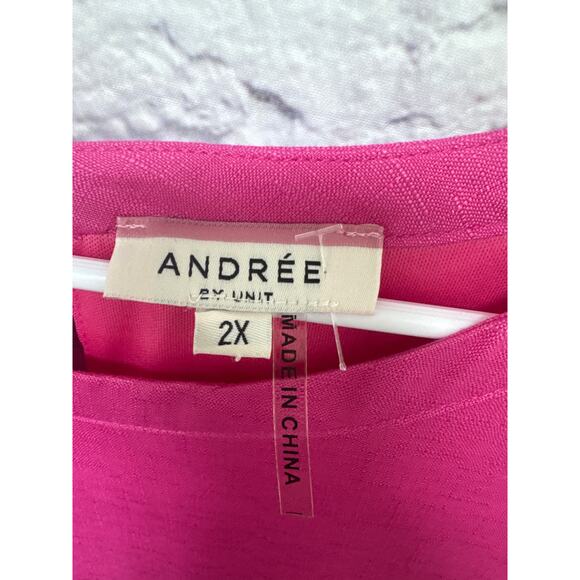 ANDRÉE
BY UNIT
2X
MADE IN CHINA